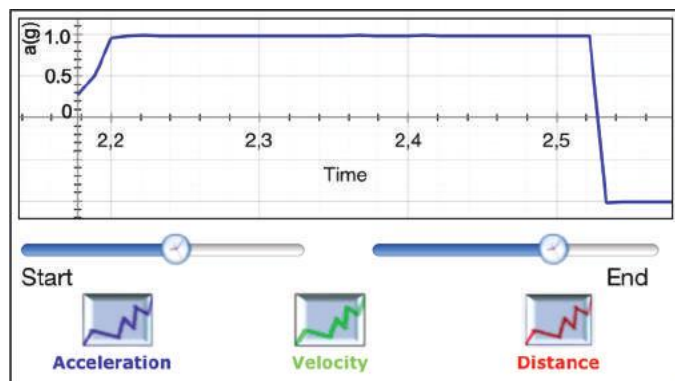 a(g)
1.0
0.5
0
2,2 2,3 2,4 2,5
Time
Start End
Acceleration Velocity Distance